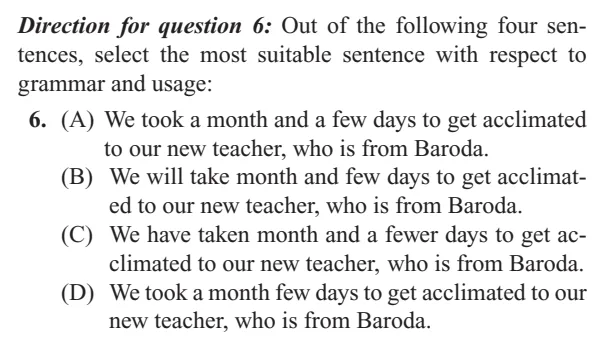 Direction for question 6: Out of the following four sen-
tences, select the most suitable sentence with respect to
grammar and usage:
6. (A) We took a month and a few days to get acclimated
to our new teacher, who is from Baroda.
(B) We will take month and few days to get acclimat-
ed to our new teacher, who is from Baroda.
(C) We have taken month and a fewer days to get ac-
climated to our new teacher, who is from Baroda.
(D) We took a month few days to get acclimated to our
new teacher, who is from Baroda.